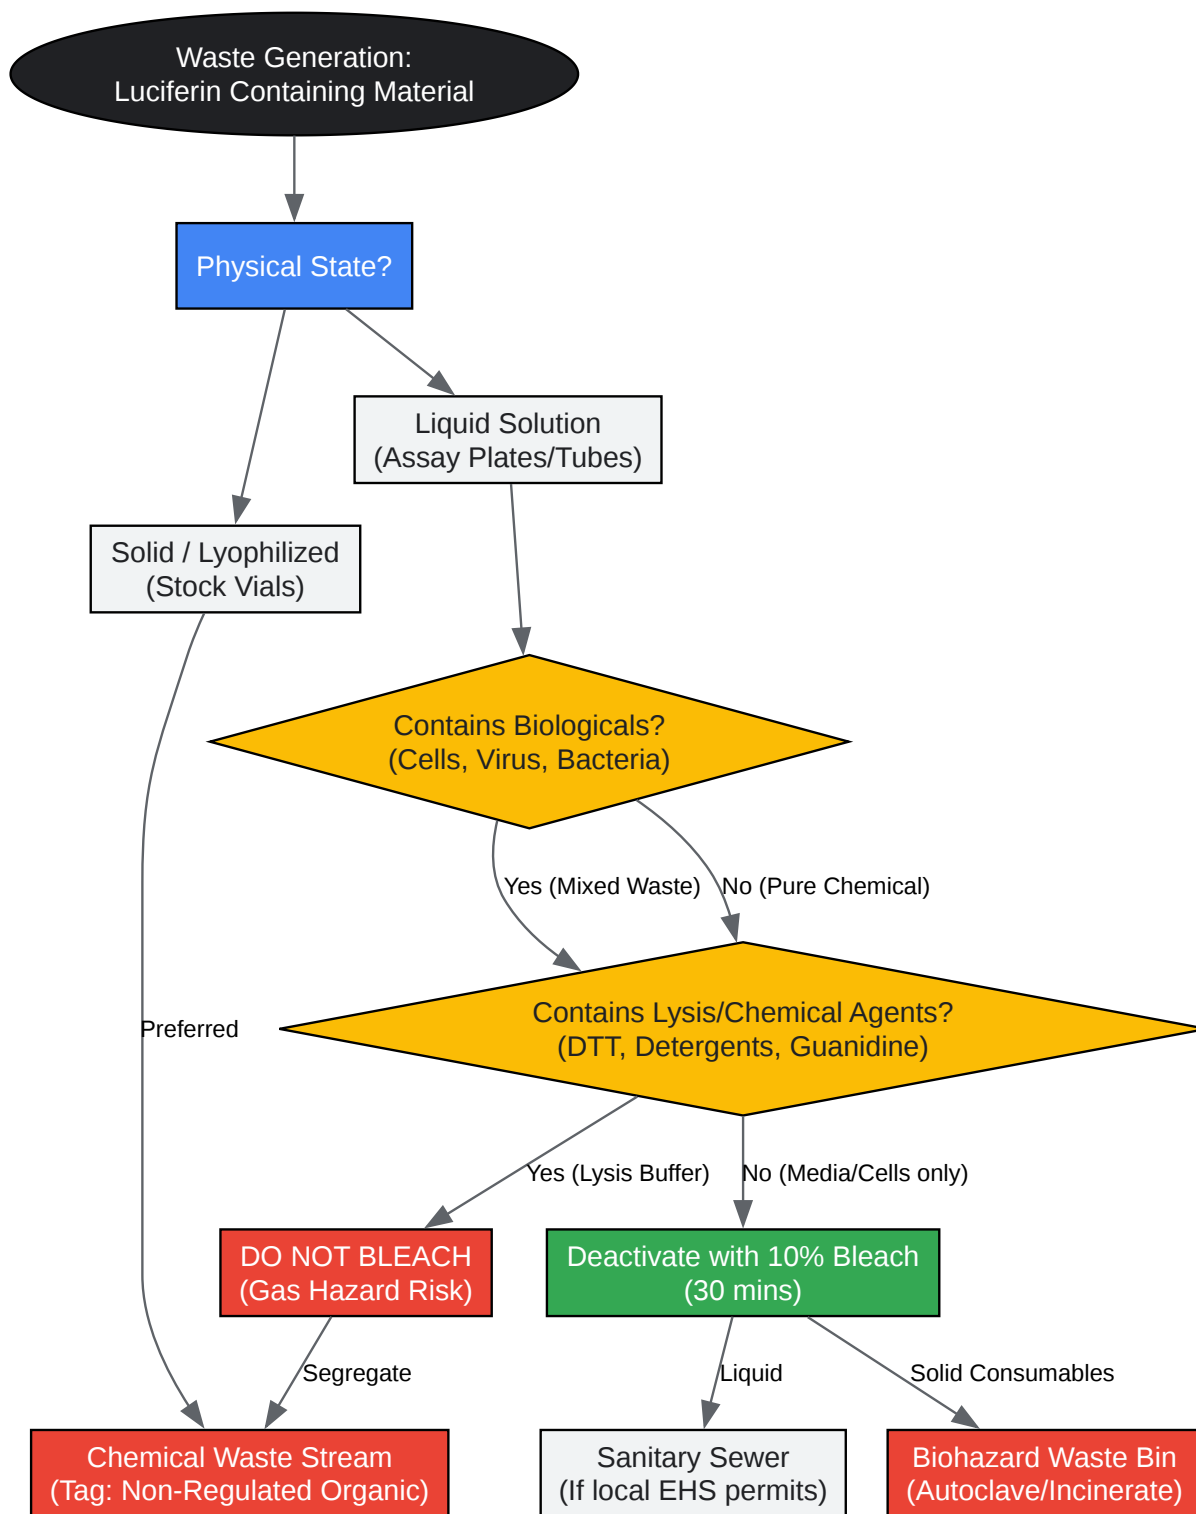 Waste Generation:
Luciferin Containing Material
Physical State?
Liquid Solution
(Assay Plates/Tubes)
Solid / Lyophilized
(Stock Vials)
Contains Biologicals?
(Cells, Virus, Bacteria)
Yes (Mixed Waste)
No (Pure Chemical)
Contains Lysis/Chemical Agents?
(DTT, Detergents, Guanidine)
Preferred
Yes (Lysis Buffer)
No (Media/Cells only)
DO NOT BLEACH
(Gas Hazard Risk)
Deactivate with 10% Bleach
(30 mins)
Segregate
Liquid
Solid Consumables
Chemical Waste Stream
(Tag: Non-Regulated Organic)
Sanitary Sewer
(If local EHS permits)
Biohazard Waste Bin
(Autoclave/Incinerate)